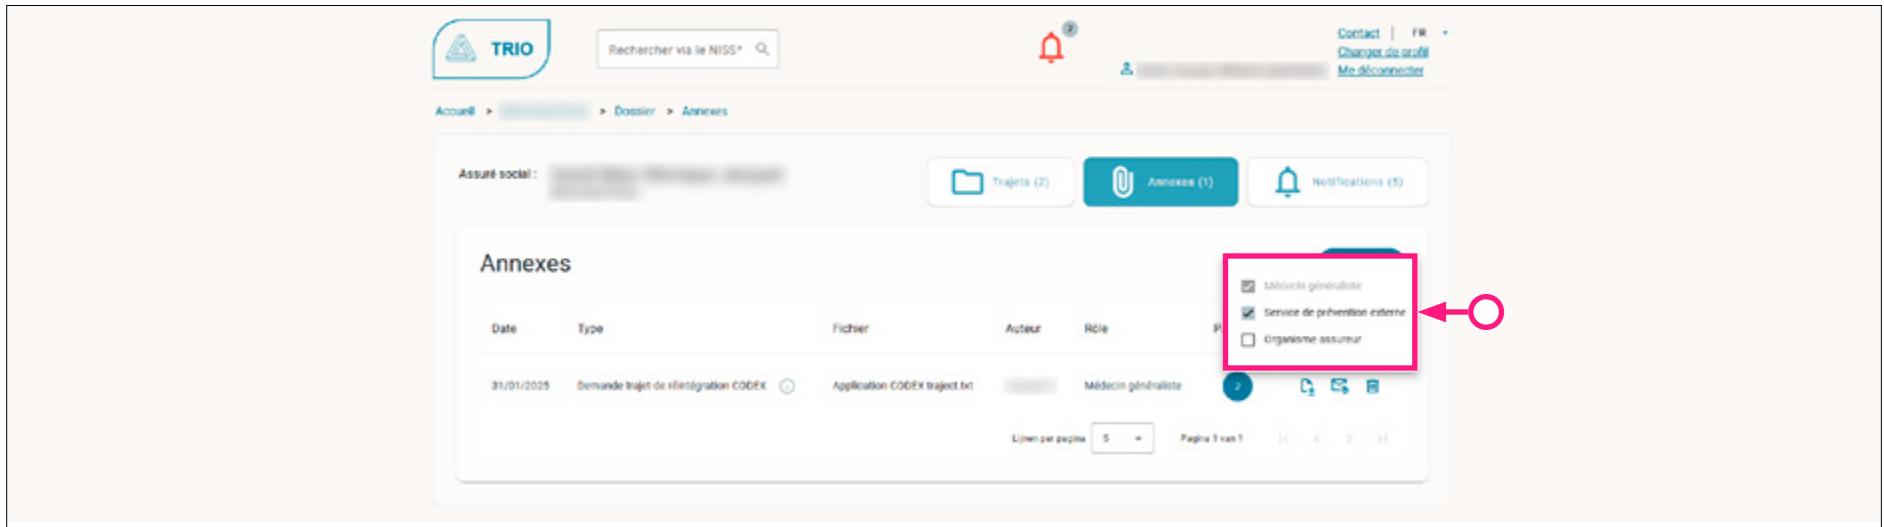 TRIO
Rechercher via le NISS*
2
Contact | FR
Changer de profil
Me déconnecter
Accueil > > Dossier > Annexes
Assuré social :
Trajets (2)
Annexes (1)
Notifications (5)
Annexes
Médecin généraliste
Service de prévention externe
Organisme assureur
Date Type Fichier Auteur Rôle P
31/01/2025 Demande trajet de réintégration CODEX Application CODEX traject.txt Médecin généraliste 2
Lijnen per pagina 5 Pagina 1 van 1